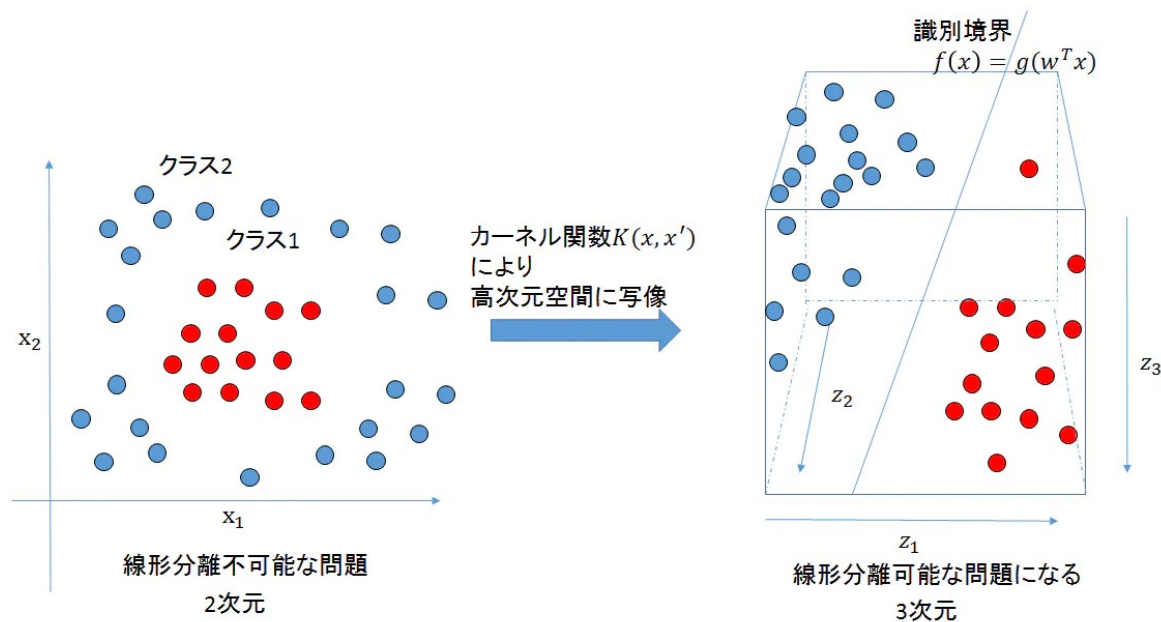 クラス2
クラス1
x₂
x₁
線形分離不可能な問題
2次元
カーネル関数K(x, x′)
により
高次元空間に写像
識別境界
f(x) = g(wᵀx)
z₂
z₃
z₁
線形分離可能な問題になる
3次元